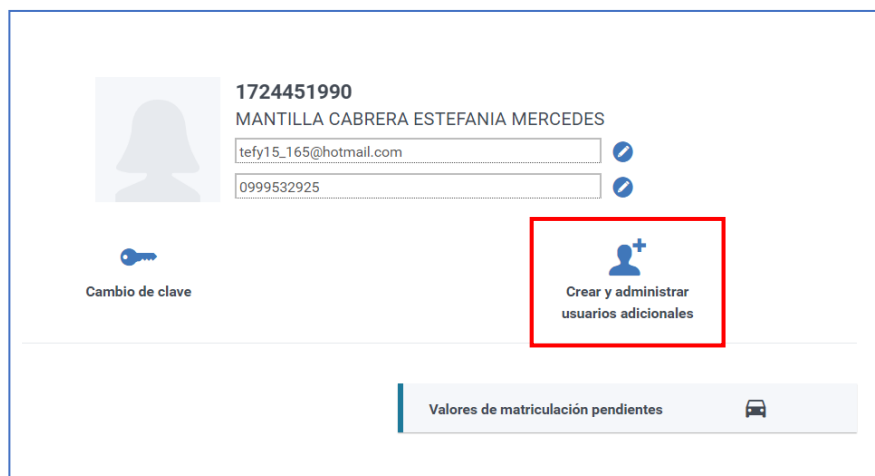 1724451990
MANTILLA CABRERA ESTEFANIA MERCEDES
tefy15_165@hotmail.com
0999532925
Cambio de clave
Crear y administrar
usuarios adicionales
Valores de matriculación pendientes